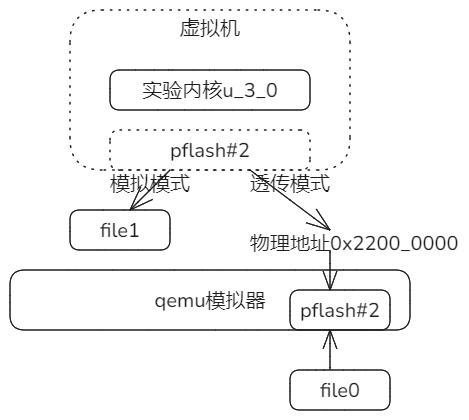 虚拟机
实验内核u_3_0
pflash#2
模拟模式
透传模式
file1
物理地址0x2200_0000
qemu模拟器
pflash#2
file0